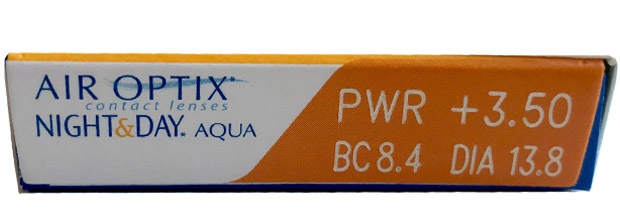 AIR OPTIX*
contact lenses
NIGHT&DAY® AQUA
PWR +3.50
BC 8.4 DIA 13.8